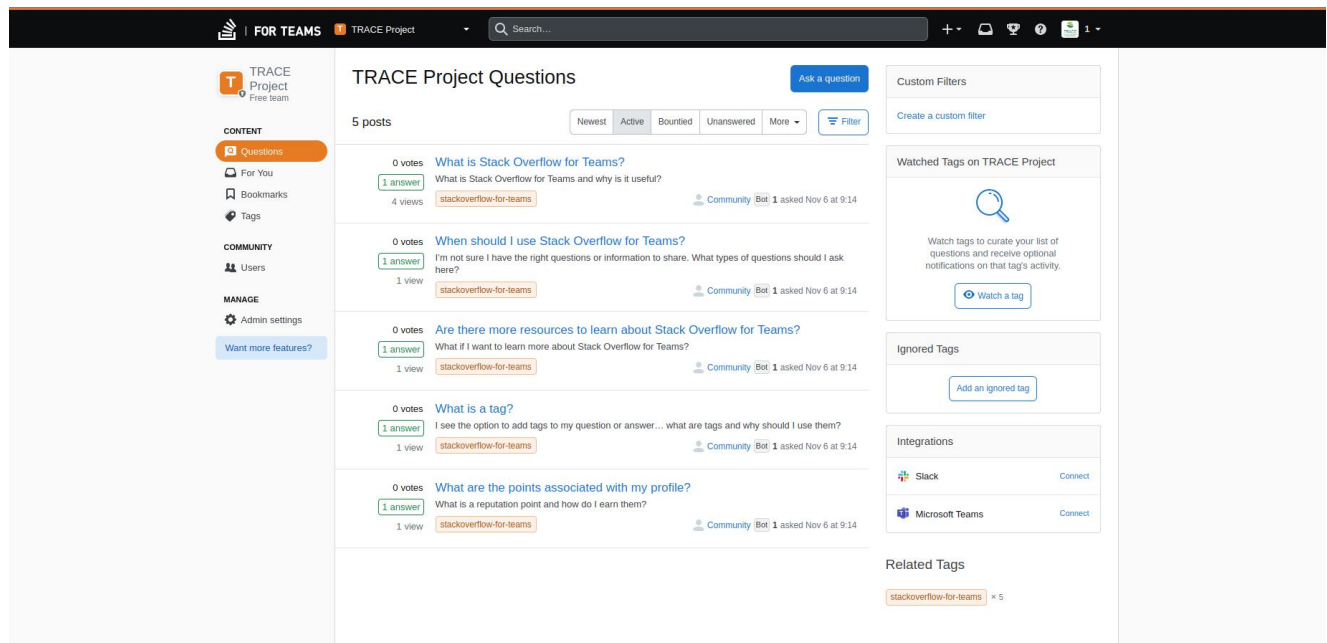 FOR TEAMS
T
TRACE Project
Search...
1
T
TRACE
Project
Free team
CONTENT
Questions
For You
Bookmarks
Tags
COMMUNITY
Users
MANAGE
Admin settings
Want more features?
TRACE Project Questions
Ask a question
5 posts
Newest Active Bountied Unanswered More
Filter
0 votes
1 answer
4 views
What is Stack Overflow for Teams?
What is Stack Overflow for Teams and why is it useful?
stackoverflow-for-teams
Community Bot 1 asked Nov 6 at 9:14
0 votes
1 answer
1 view
When should I use Stack Overflow for Teams?
I'm not sure I have the right questions or information to share. What types of questions should I ask
here?
stackoverflow-for-teams
Community Bot 1 asked Nov 6 at 9:14
0 votes
1 answer
1 view
Are there more resources to learn about Stack Overflow for Teams?
What if I want to learn more about Stack Overflow for Teams?
stackoverflow-for-teams
Community Bot 1 asked Nov 6 at 9:14
0 votes
1 answer
1 view
What is a tag?
I see the option to add tags to my question or answer… what are tags and why should I use them?
stackoverflow-for-teams
Community Bot 1 asked Nov 6 at 9:14
0 votes
1 answer
1 view
What are the points associated with my profile?
What is a reputation point and how do I earn them?
stackoverflow-for-teams
Community Bot 1 asked Nov 6 at 9:14
Custom Filters
Create a custom filter
Watched Tags on TRACE Project
Watch tags to curate your list of
questions and receive optional
notifications on that tag's activity.
Watch a tag
Ignored Tags
Add an ignored tag
Integrations
Slack
Connect
Microsoft Teams
Connect
Related Tags
stackoverflow-for-teams × 5